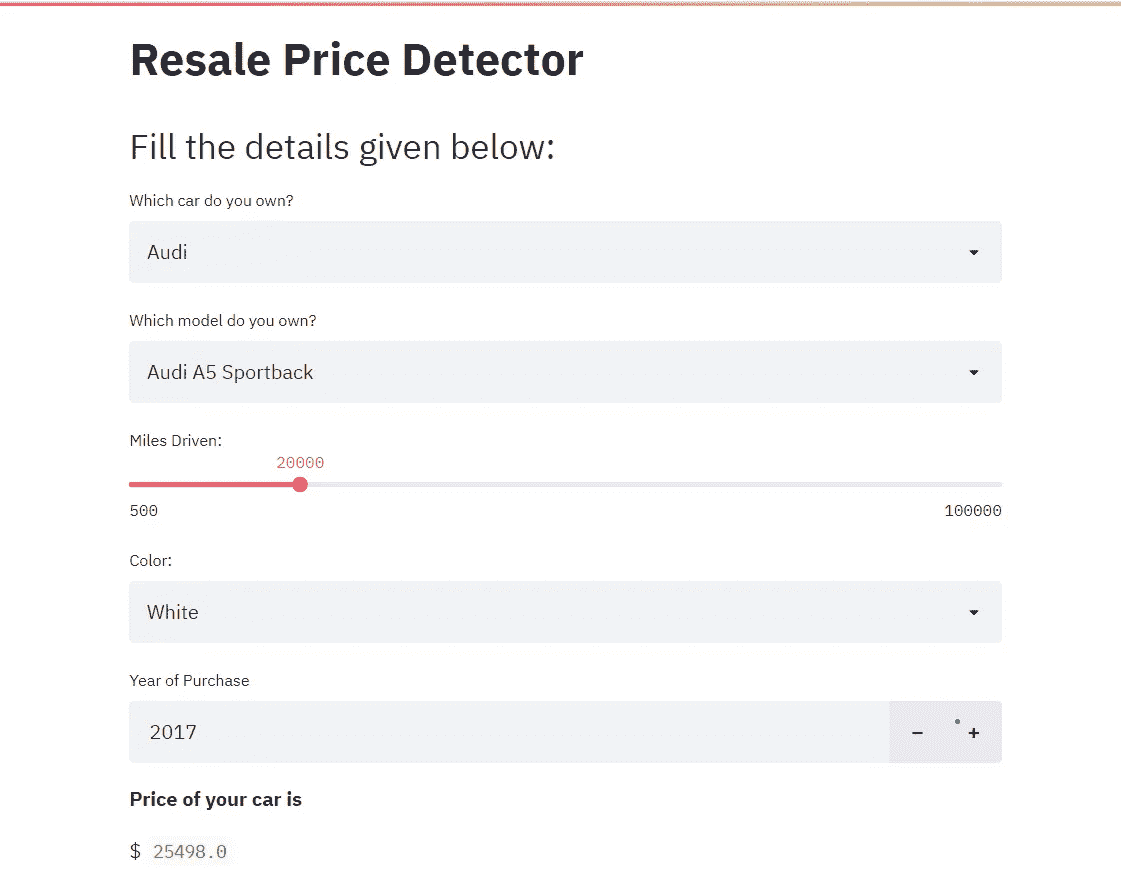 Resale Price Detector
Fill the details given below:
Which car do you own?
Audi
Which model do you own?
Audi A5 Sportback
Miles Driven:
20000
500 100000
Color:
White
Year of Purchase
2017 − +
Price of your car is
$ 25498.0